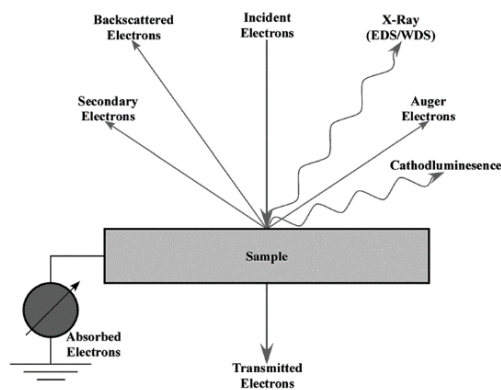 Backscattered
Electrons
Incident
Electrons
X-Ray
(EDS/WDS)
Secondary
Electrons
Auger
Electrons
Cathodluminesence
Sample
Absorbed
Electrons
Transmitted
Electrons